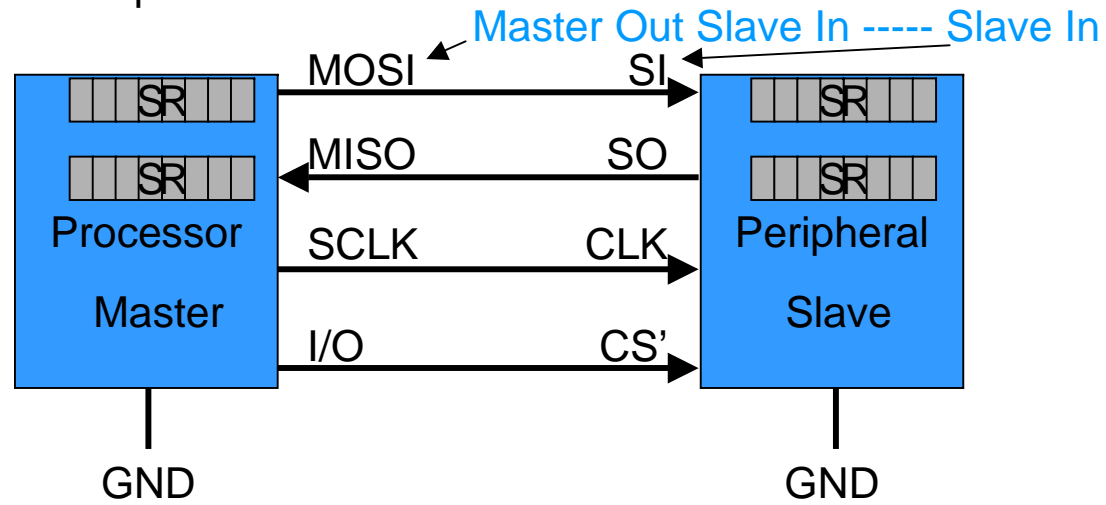 Master Out Slave In ----- Slave In
MOSI SI
SR SR
MISO SO
SR SR
Processor Peripheral
SCLK CLK
Master Slave
I/O CS’
GND GND